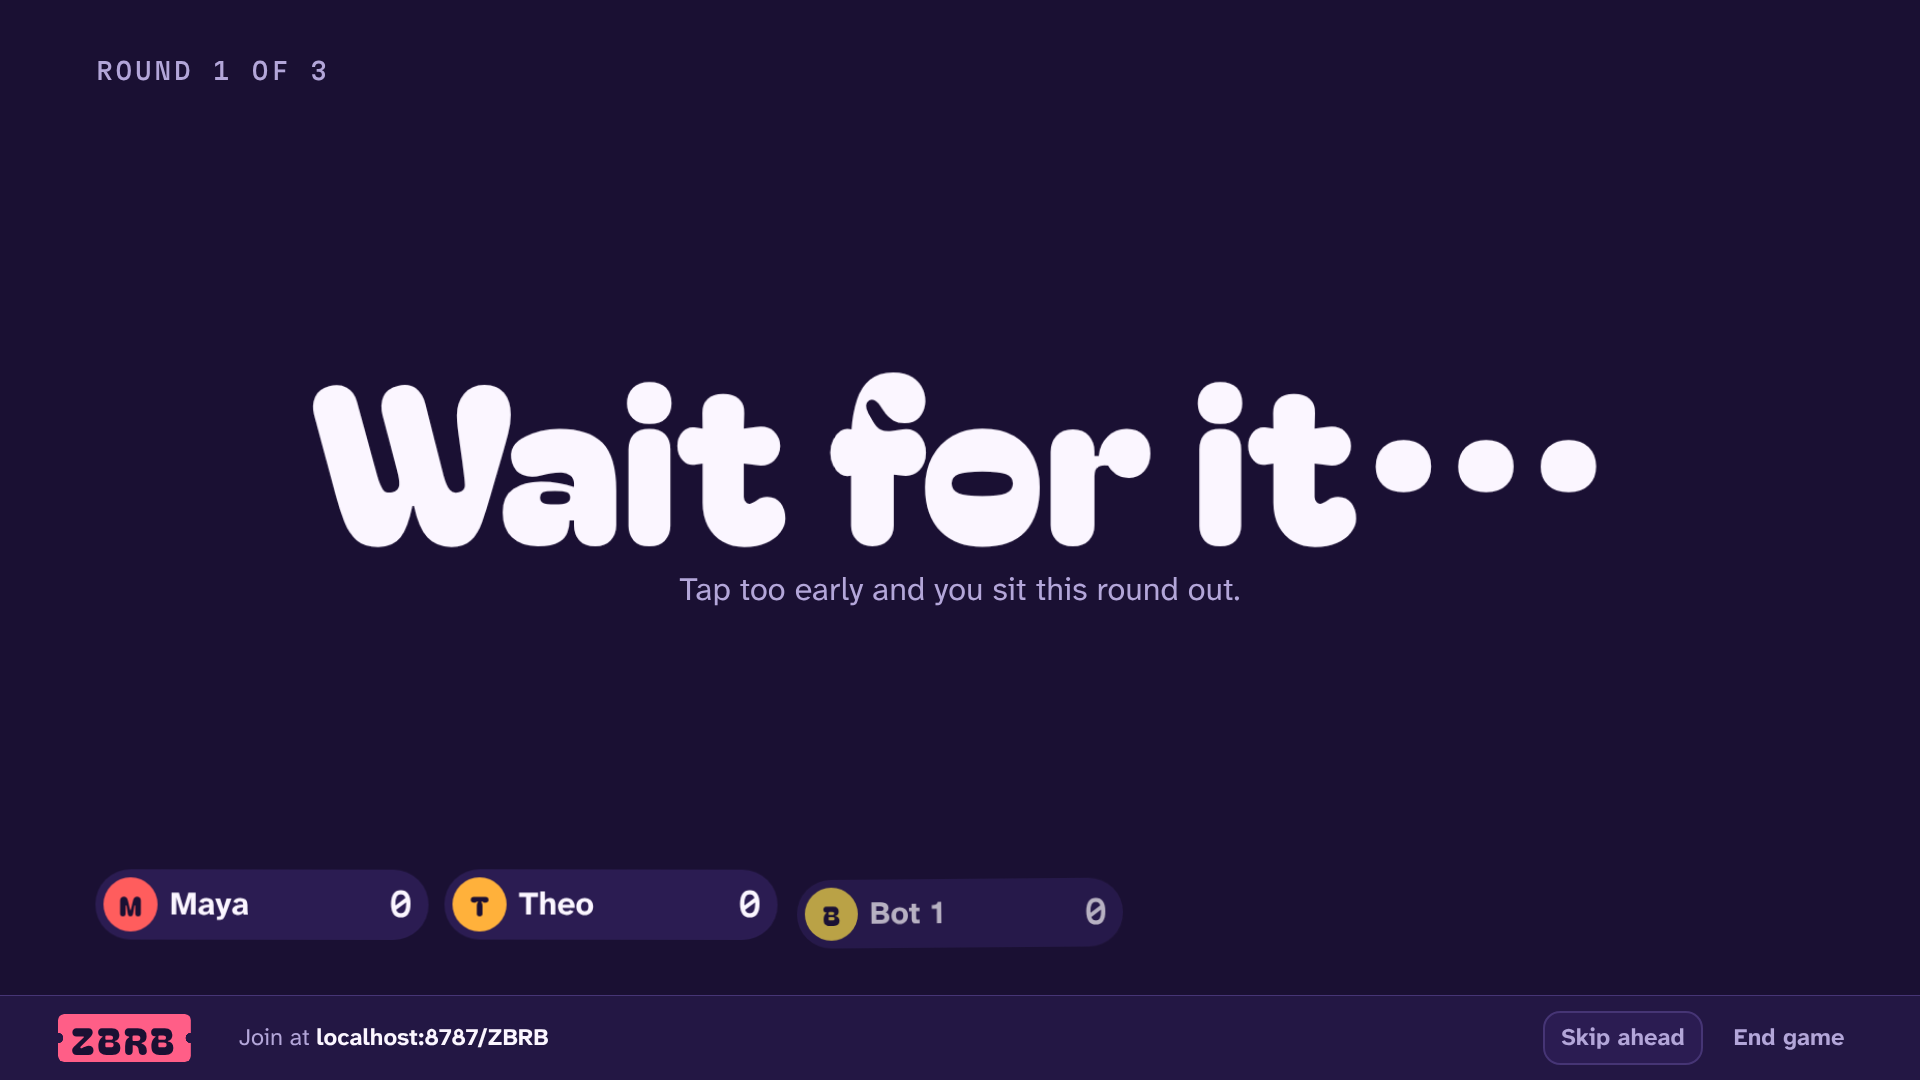 ROUND 1 OF 3
Wait for it...
Tap too early and you sit this round out.
M Maya 0
T Theo 0
B Bot 1 0
ZBRB Join at localhost:8787/ZBRB Skip ahead End game